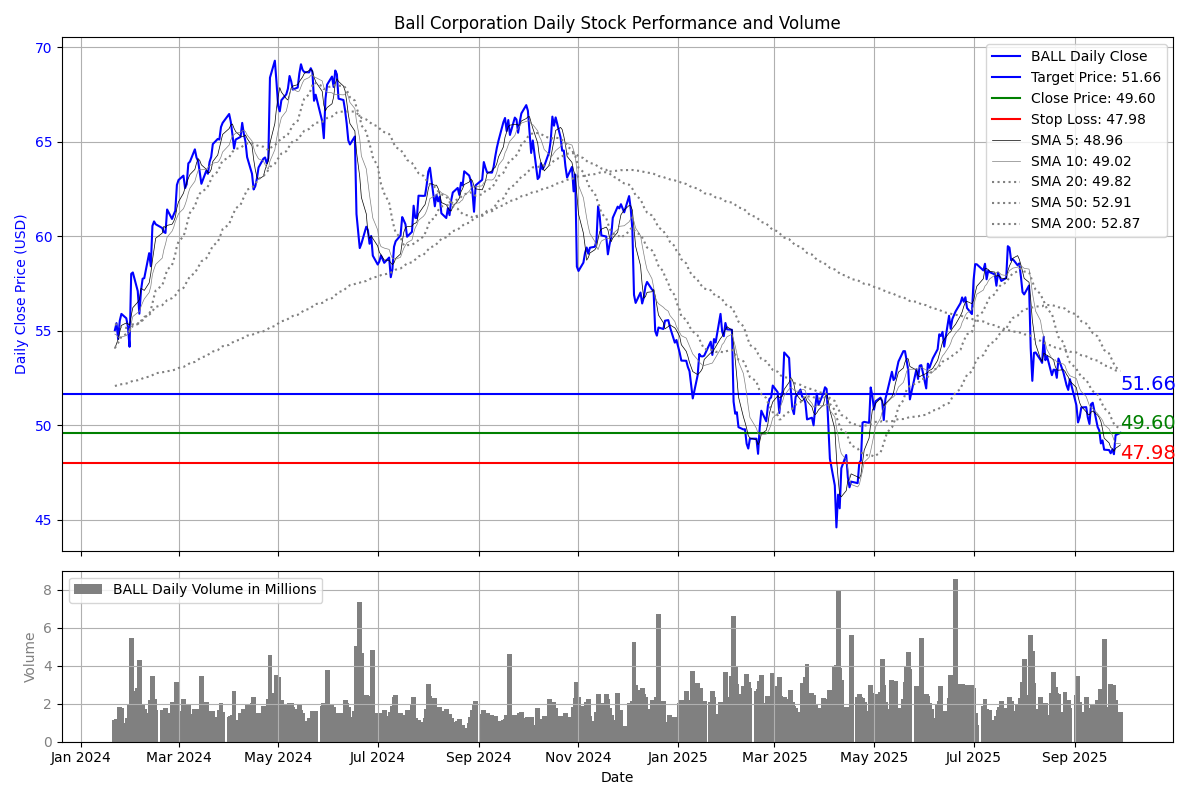 Ball Corporation Daily Stock Performance and Volume
70
65
60
55
50
45
Daily Close Price (USD)
BALL Daily Close
Target Price: 51.66
Close Price: 49.60
Stop Loss: 47.98
SMA 5: 48.96
SMA 10: 49.02
SMA 20: 49.82
SMA 50: 52.91
SMA 200: 52.87
51.66
49.60
47.98
BALL Daily Volume in Millions
8
6
4
2
0
Volume
Jan 2024 Mar 2024 May 2024 Jul 2024 Sep 2024 Nov 2024 Jan 2025 Mar 2025 May 2025 Jul 2025 Sep 2025
Date